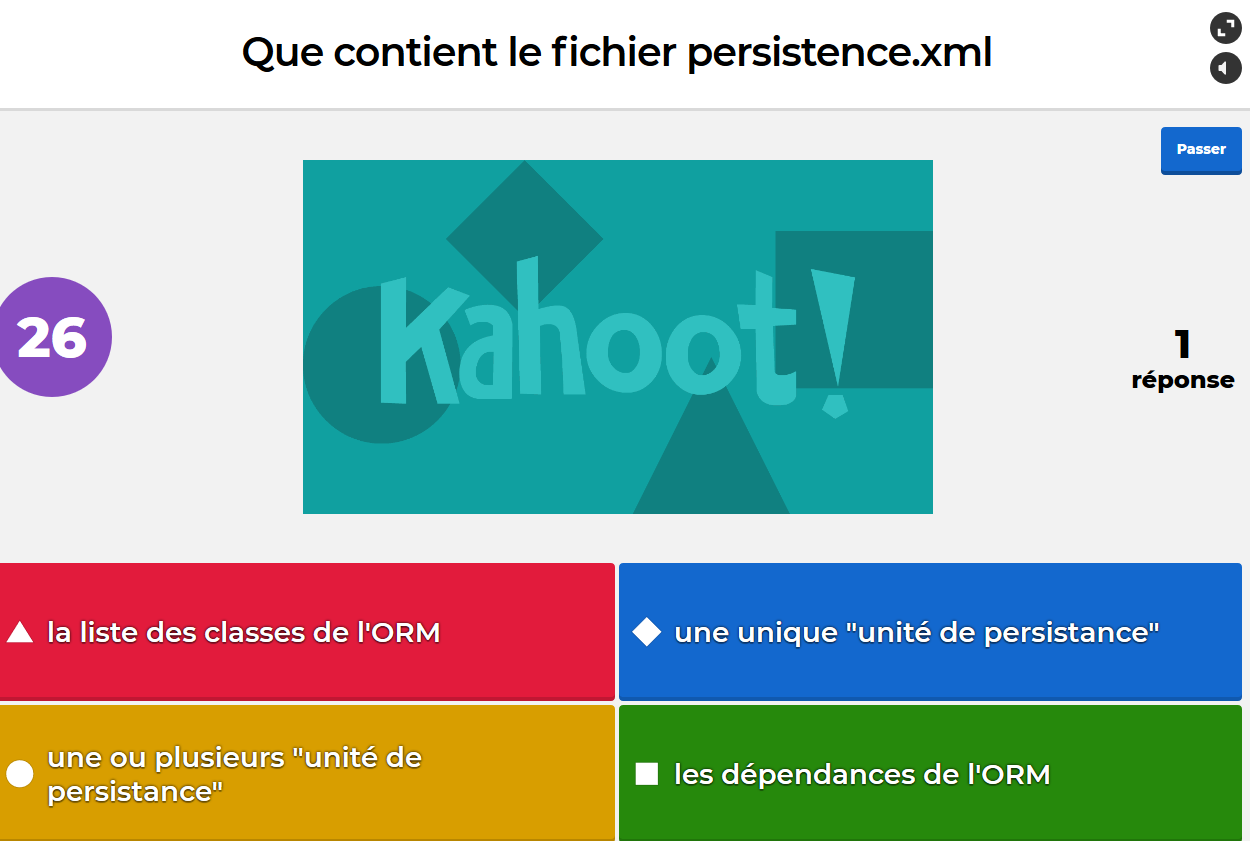 Que contient le fichier persistence.xml
Passer
Kahoot!
26
1
réponse
la liste des classes de l'ORM
une unique "unité de persistance"
une ou plusieurs "unité de
persistance"
les dépendances de l'ORM